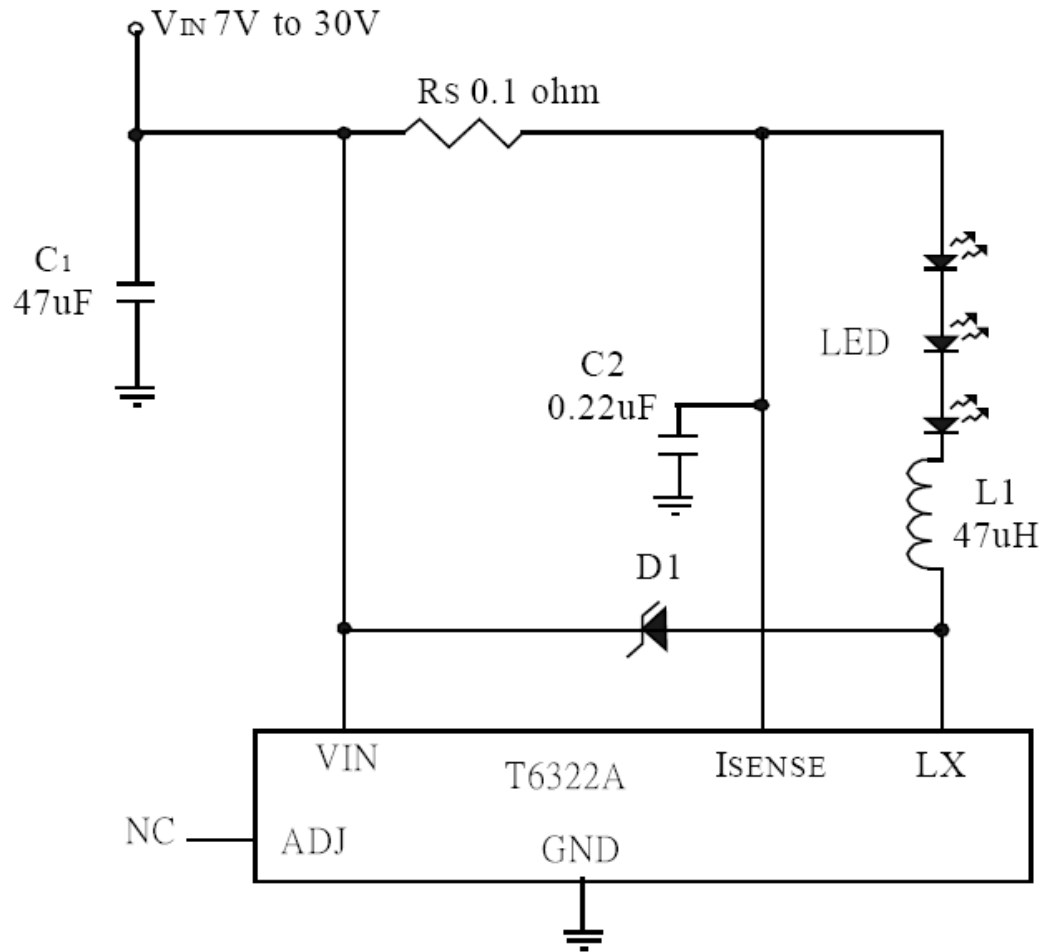 VIN 7V to 30V
RS 0.1 ohm
C1
47uF
LED
C2
0.22uF
L1
47uH
D1
VIN
T6322A
ISENSE
LX
NC
ADJ
GND